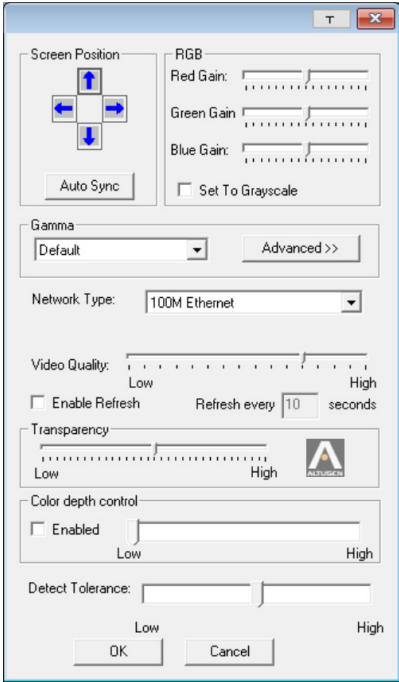 T
Screen Position
RGB
Red Gain:
Green Gain
Blue Gain:
Auto Sync
Set To Grayscale
Gamma
Default
Advanced >>
Network Type:
100M Ethernet
Video Quality:
Low High
Enable Refresh
Refresh every 10 seconds
Transparency
Low High
ALTUSEN
Color depth control
Enabled
Low High
Detect Tolerance:
Low High
OK
Cancel